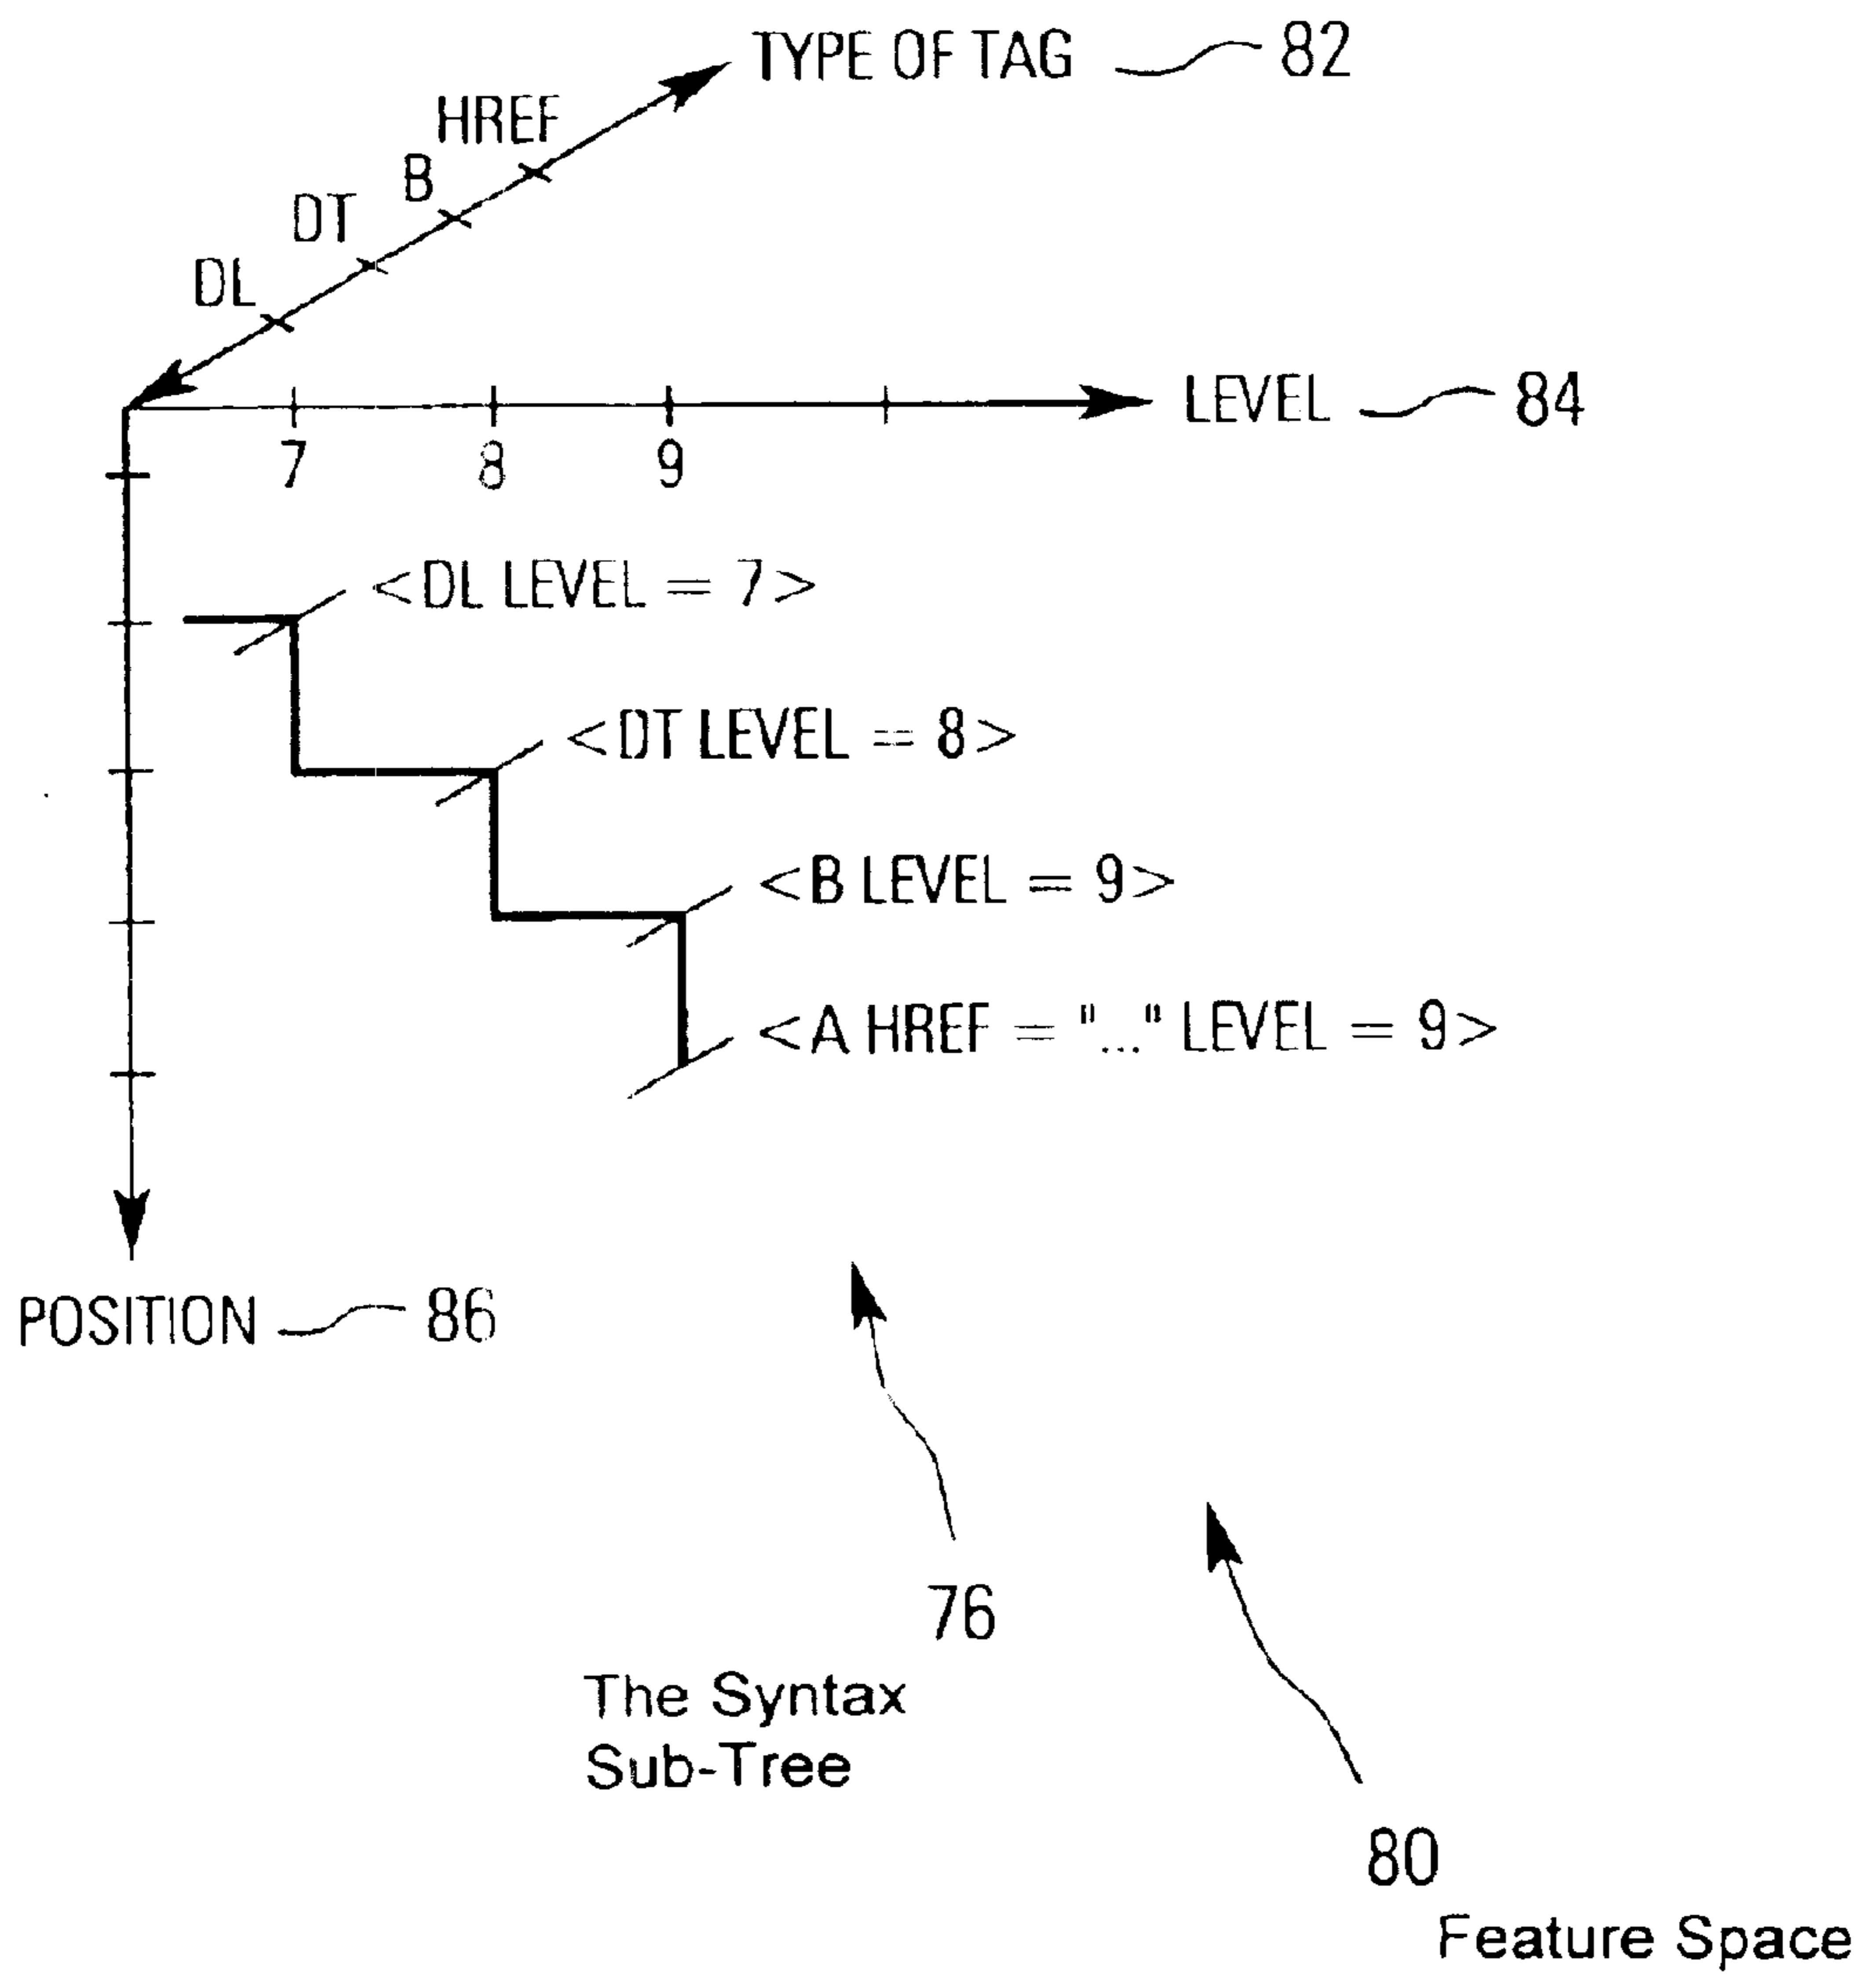 TYPE OF TAG 82
HREF
B
DT
DL
LEVEL 84
7 8 9
<DL LEVEL = 7>
<DT LEVEL = 8>
<B LEVEL = 9>
<A HREF = "..." LEVEL = 9>
POSITION 86
76
The Syntax
Sub-Tree
80
Feature Space